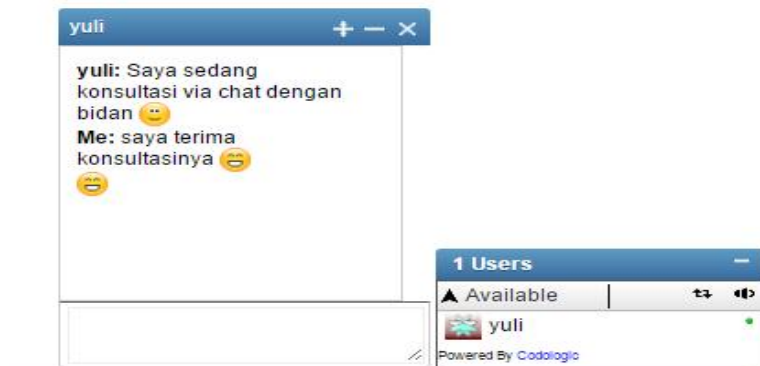 yuli
yuli: Saya sedang
konsultasi via chat dengan
bidan
Me: saya terima
konsultasinya
1 Users
Available
yuli
Powered By Codologic